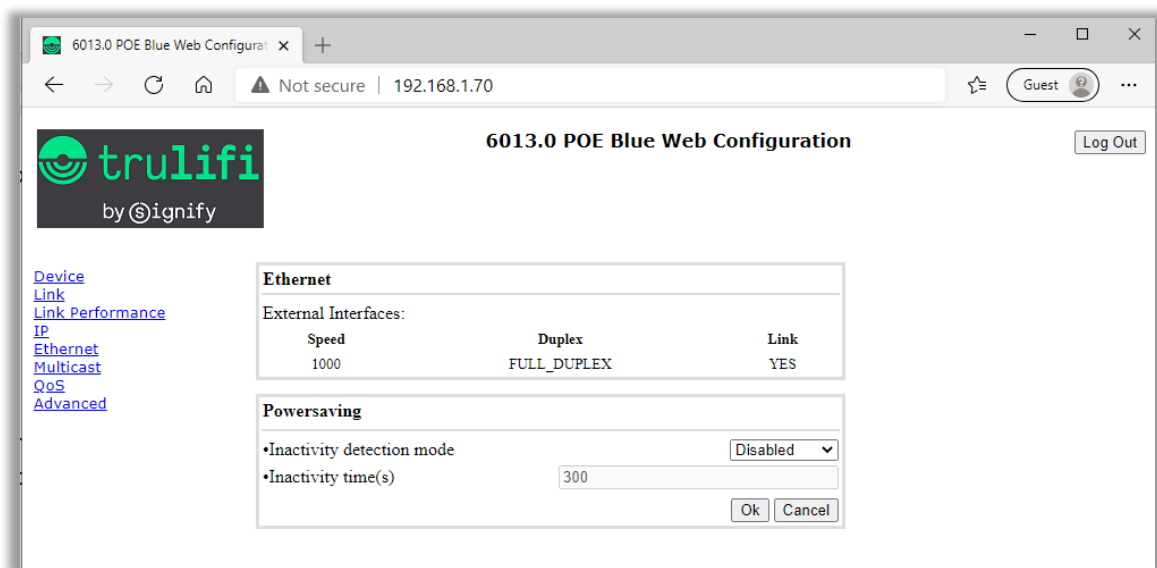 6013.0 POE Blue Web Configurat
Not secure | 192.168.1.70
Guest
trulifi
by signify
6013.0 POE Blue Web Configuration
Log Out
Device
Link
Link Performance
IP
Ethernet
Multicast
QoS
Advanced
Ethernet
External Interfaces:
Speed Duplex Link
1000 FULL_DUPLEX YES
Powersaving
•Inactivity detection mode Disabled
•Inactivity time(s) 300
Ok Cancel